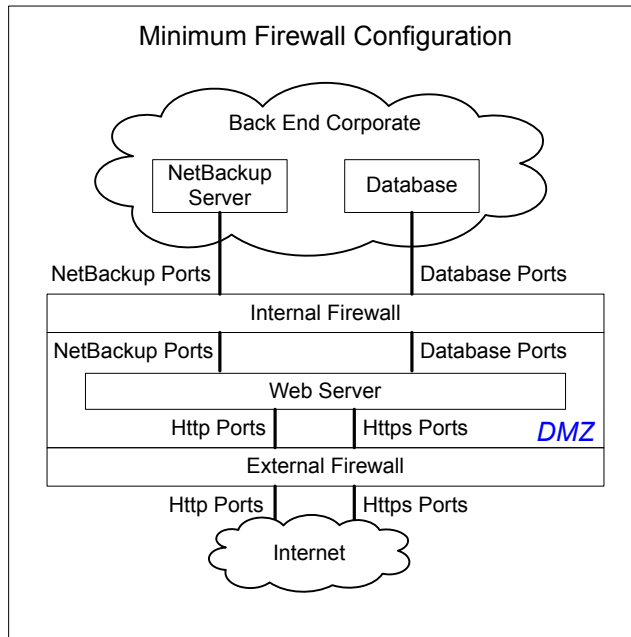 Minimum Firewall Configuration
Back End Corporate
NetBackup
Server
Database
NetBackup Ports
Database Ports
Internal Firewall
NetBackup Ports
Database Ports
Web Server
Http Ports
Https Ports
DMZ
External Firewall
Http Ports
Https Ports
Internet